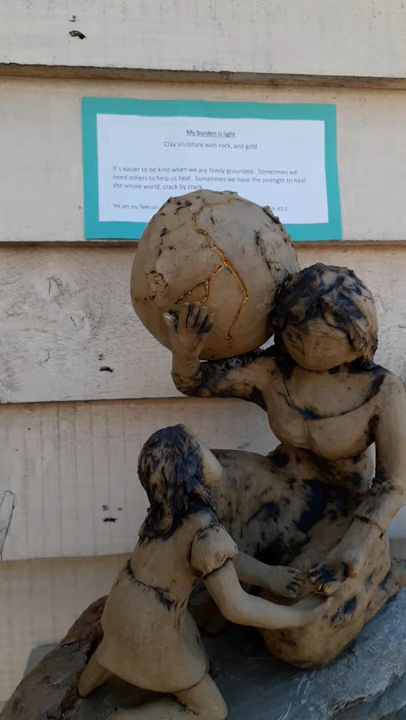 My burden is light
Clay sculpture with rock, and gold
It's easier to be kind when we are firmly grounded. Sometimes we
need others to help us heal. Sometimes we have the strength to heal
the whole world, crack by crack.
He set my feet on
40:2